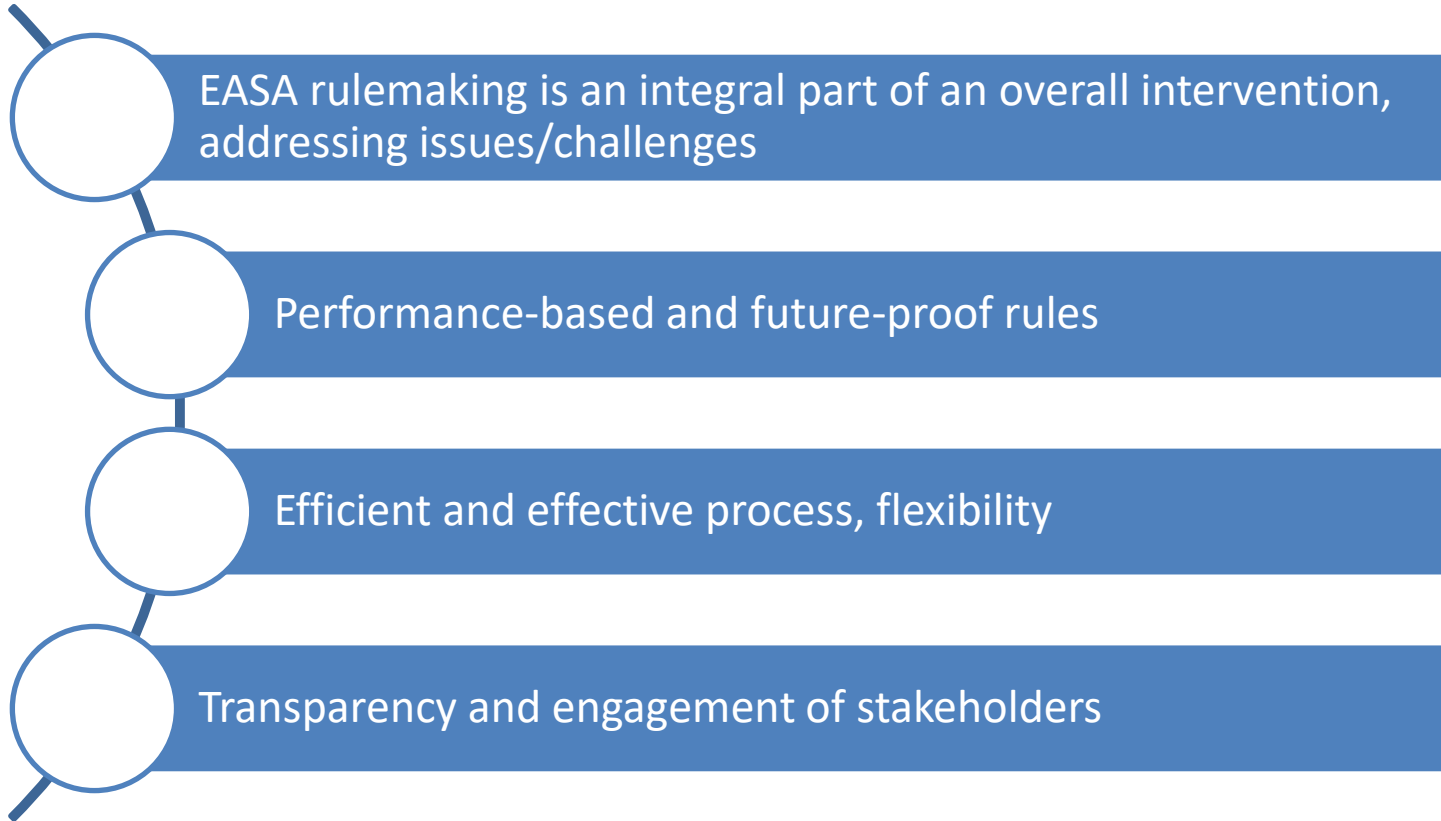 EASA rulemaking is an integral part of an overall intervention,
addressing issues/challenges
Performance-based and future-proof rules
Efficient and effective process, flexibility
Transparency and engagement of stakeholders